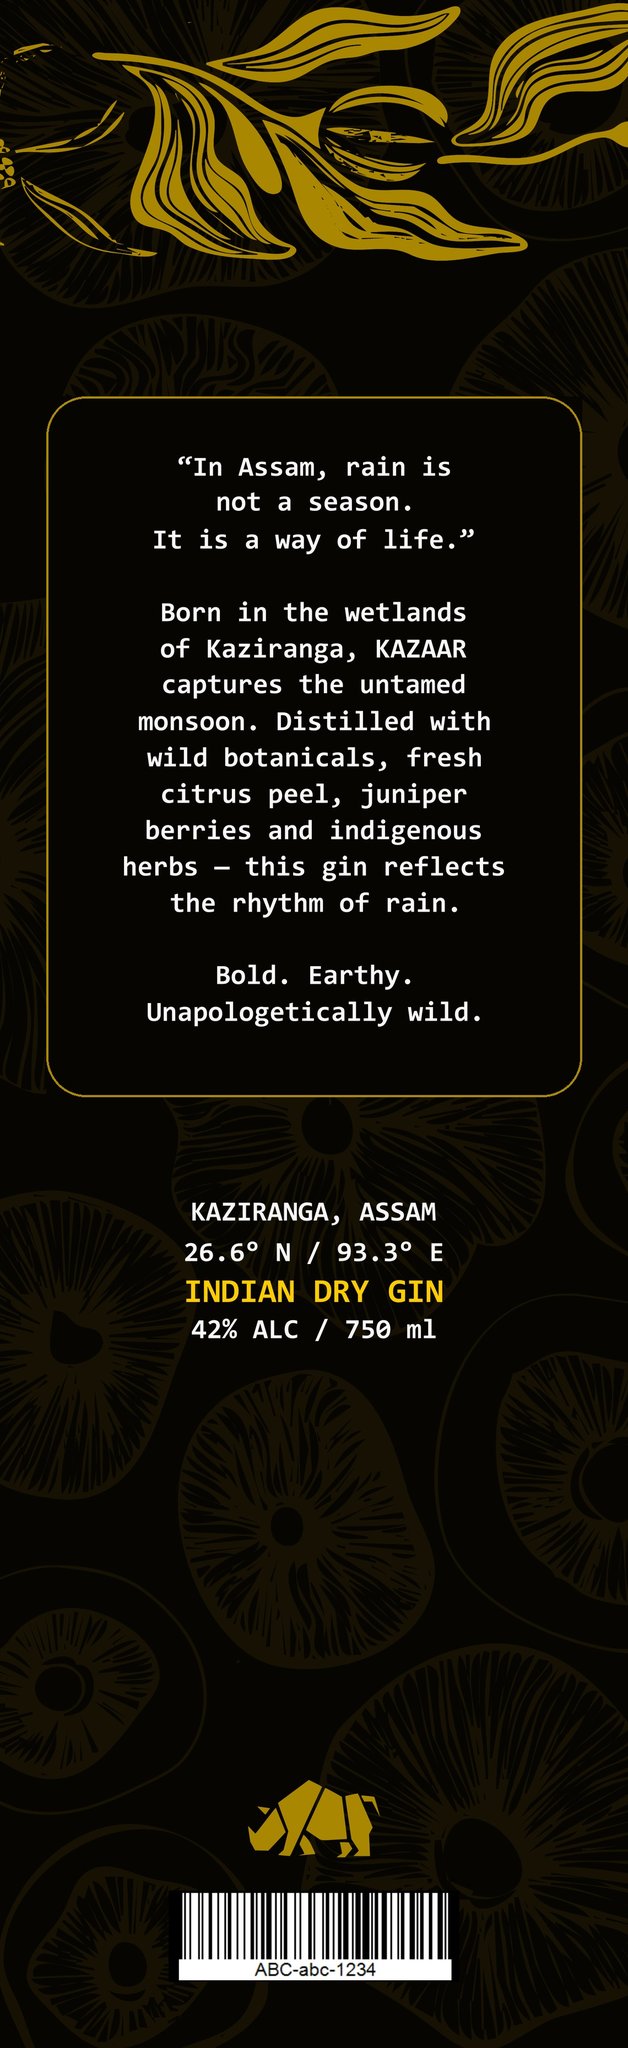 “In Assam, rain is
not a season.
It is a way of life.”
Born in the wetlands
of Kaziranga, KAZAAR
captures the untamed
monsoon. Distilled with
wild botanicals, fresh
citrus peel, juniper
berries and indigenous
herbs — this gin reflects
the rhythm of rain.
Bold. Earthy.
Unapologetically wild.
KAZIRANGA, ASSAM
26.6° N / 93.3° E
INDIAN DRY GIN
42% ALC / 750 ml
ABC-abc-1234